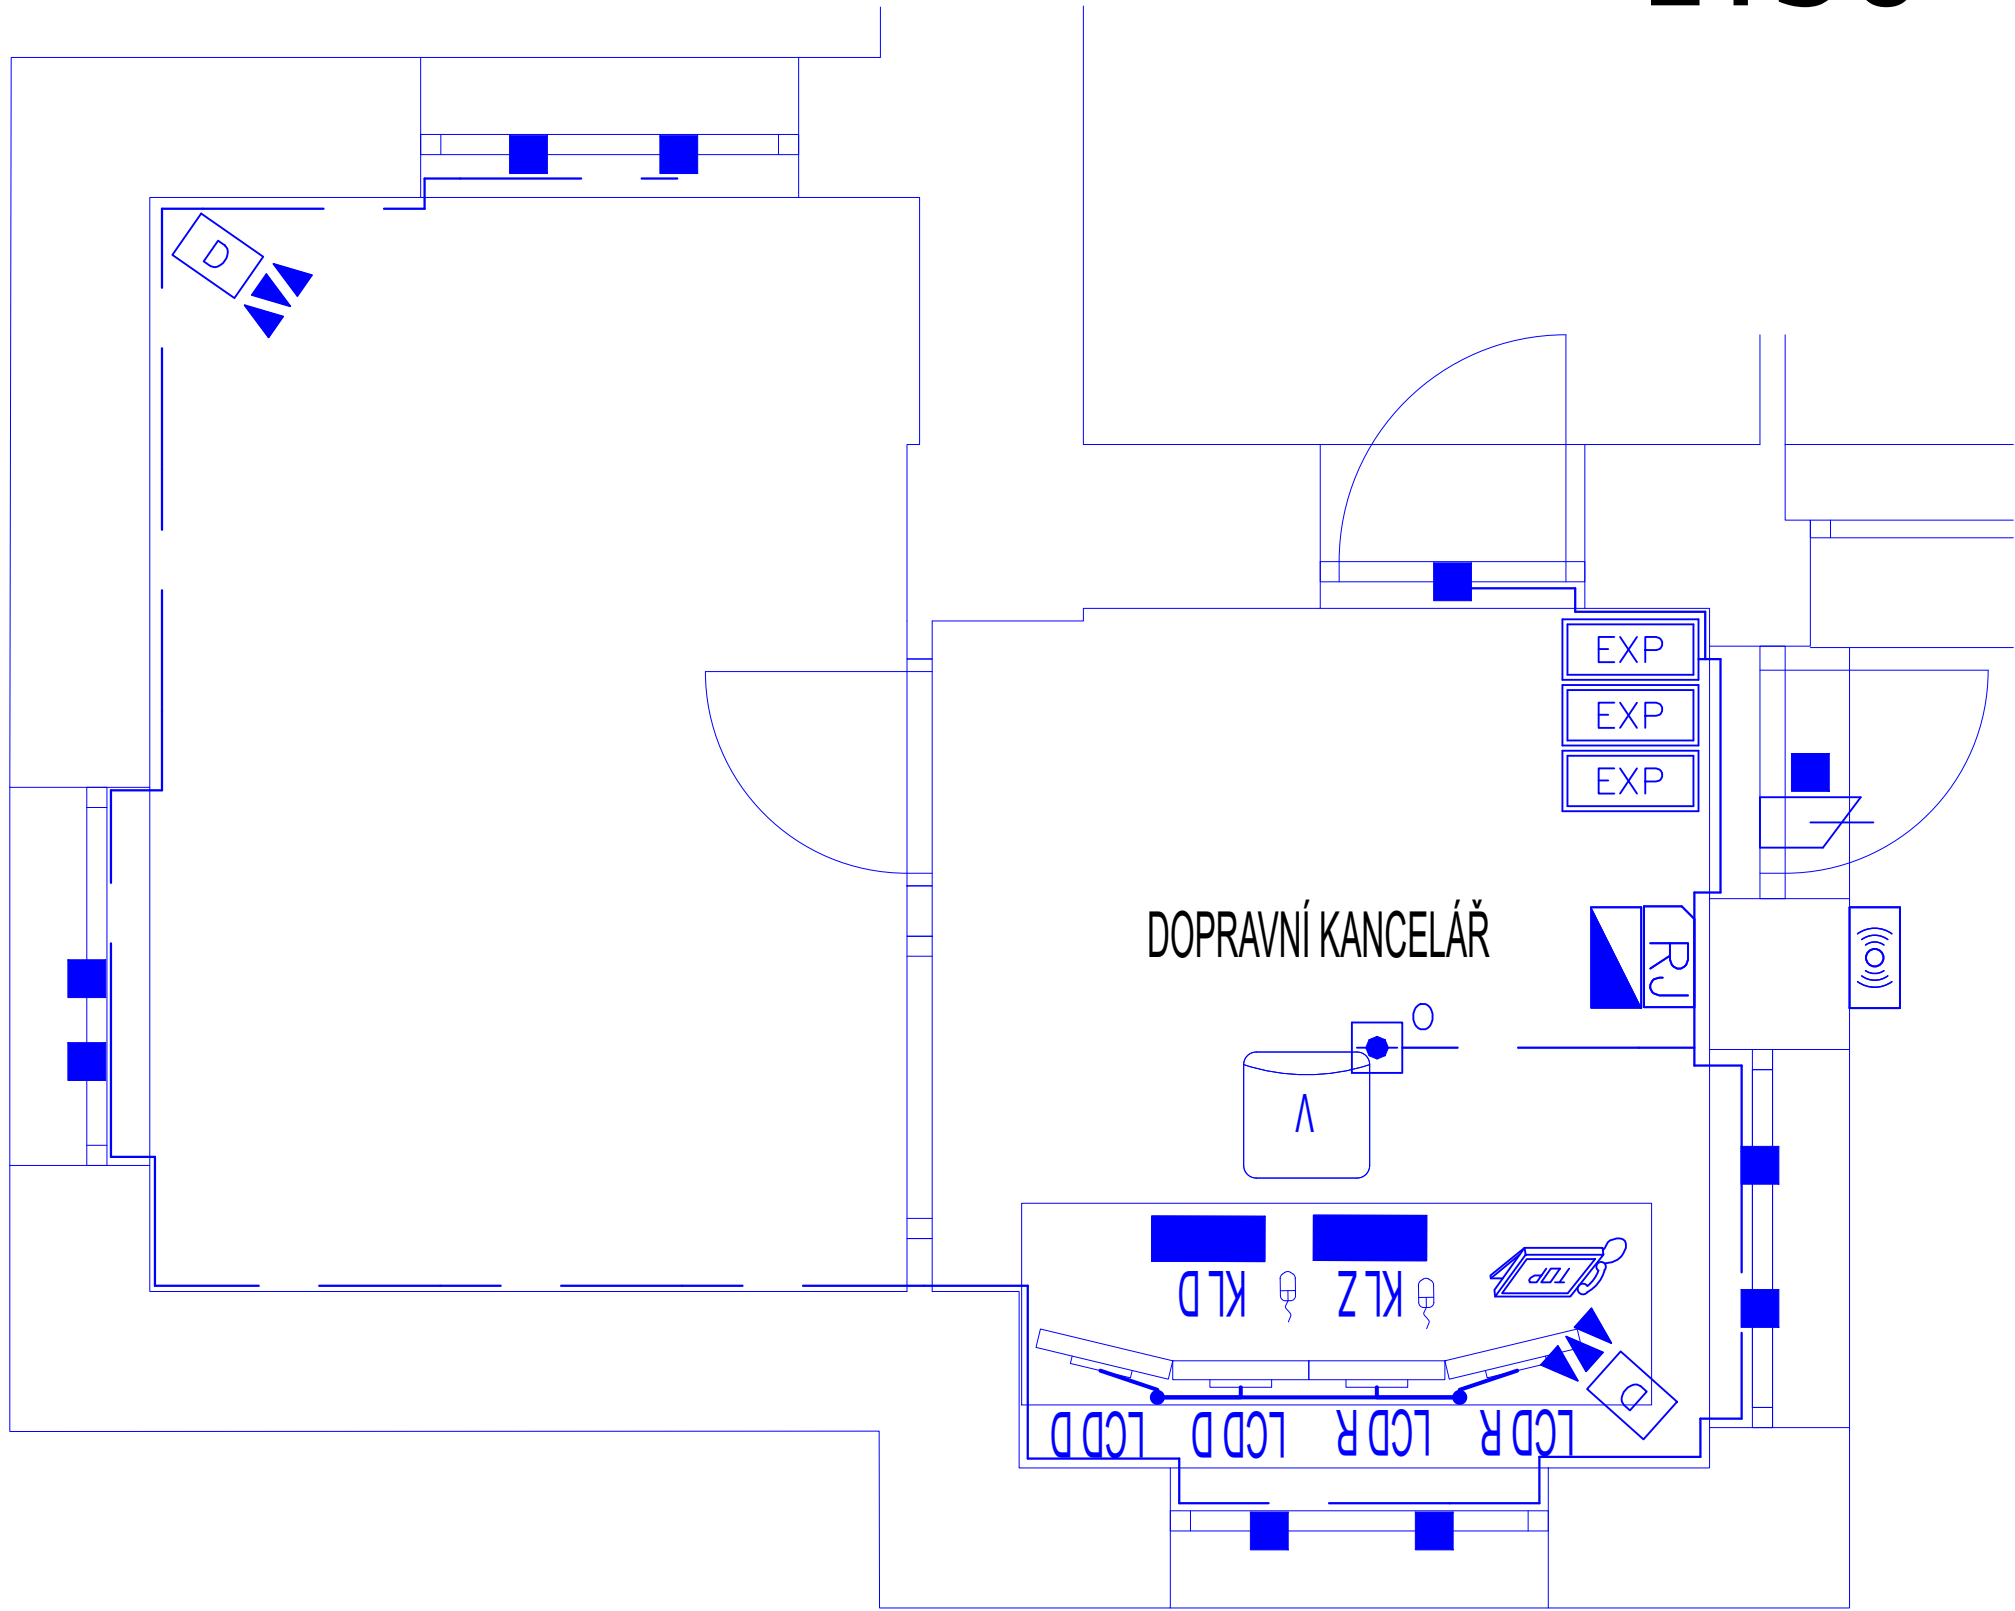 D
EXP
EXP
EXP
DOPRAVNÍ KANCELÁŘ
RJ
O
V
KL D
KL Z
TOP
D
LCD D
LCD D
LCD R
LCD R